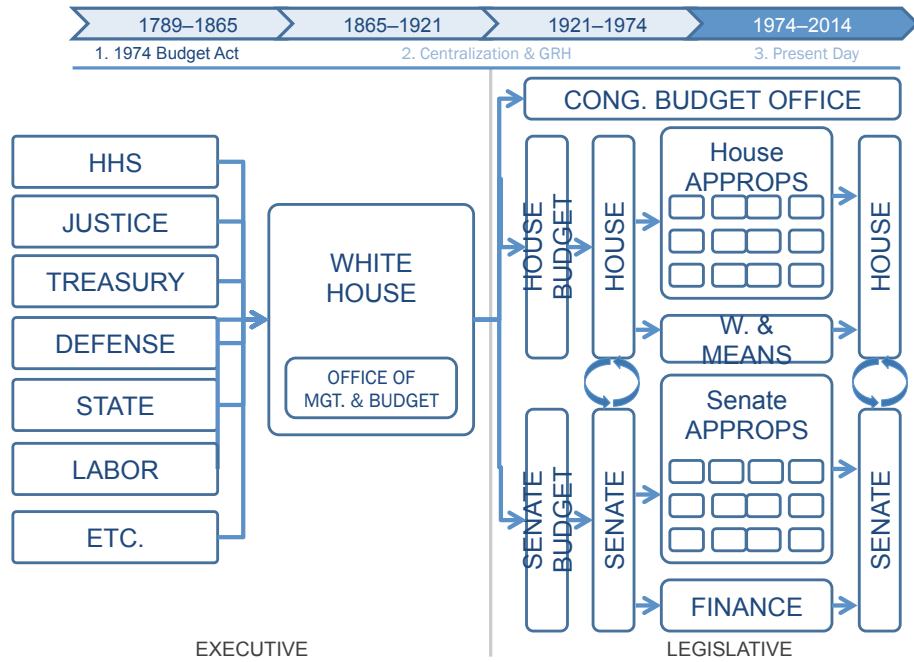 1789–1865
1865–1921
1921–1974
1974–2014
1. 1974 Budget Act
2. Centralization & GRH
3. Present Day
CONG. BUDGET OFFICE
HHS
JUSTICE
TREASURY
DEFENSE
STATE
LABOR
ETC.
WHITE
HOUSE
OFFICE OF
MGT. & BUDGET
HOUSE
BUDGET
HOUSE
House
APPROPS
W. &
MEANS
HOUSE
SENATE
BUDGET
SENATE
Senate
APPROPS
FINANCE
SENATE
EXECUTIVE
LEGISLATIVE